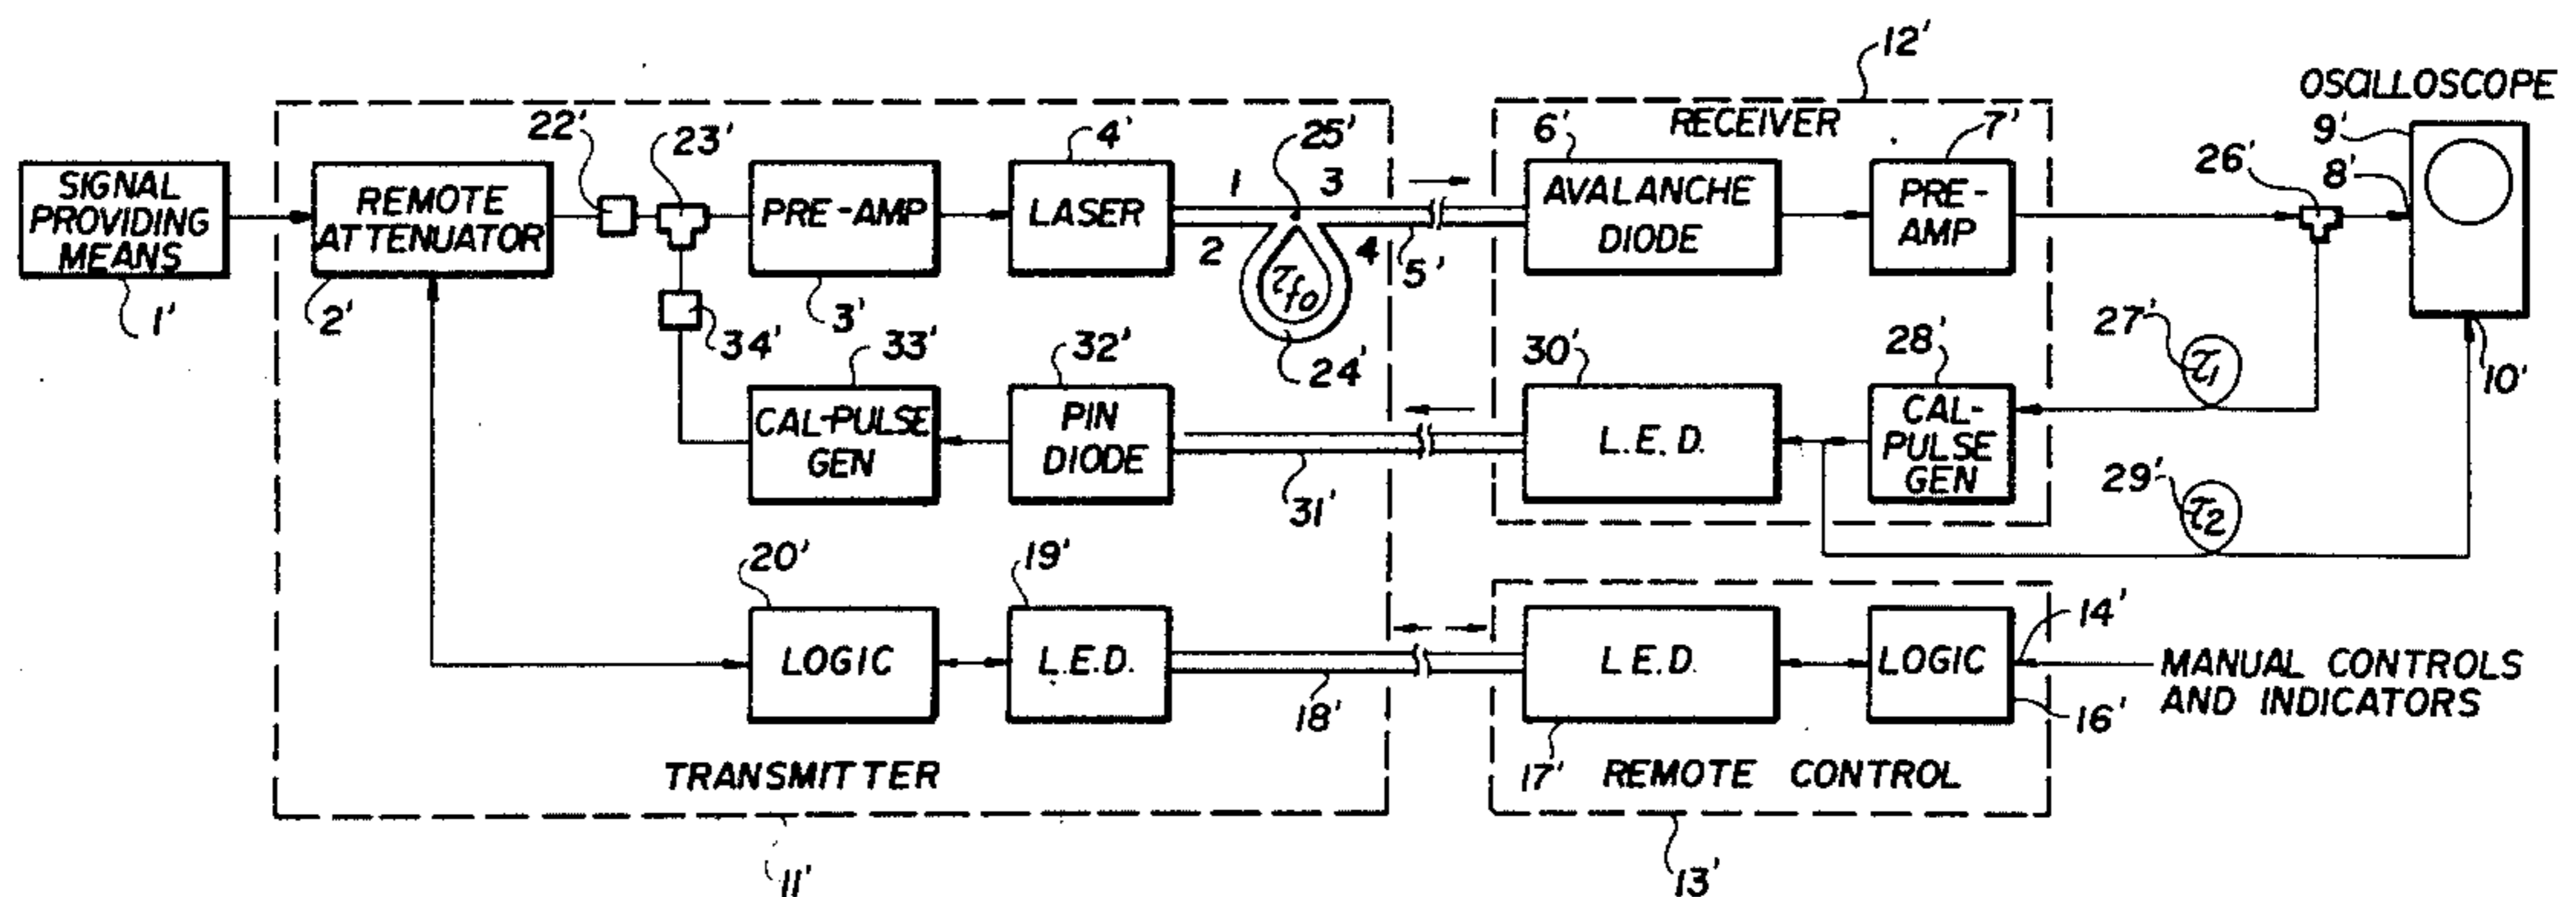 12'
OSCILLOSCOPE
22'
23'
4'
25'
6'
RECEIVER
7'
9'
26'
8'
SIGNAL
PROVIDING
MEANS
REMOTE
ATTENUATOR
PRE-AMP
LASER
1
3
2
4
5'
AVALANCHE
DIODE
PRE-
AMP
τfo
1'
2'
3'
34'
33'
32'
24'
30'
28'
27'
τ1
10'
CAL-PULSE
GEN
PIN
DIODE
L.E.D.
CAL-
PULSE
GEN
31'
29'
τ2
20'
19'
14'
LOGIC
L.E.D.
L.E.D.
LOGIC
MANUAL CONTROLS
AND INDICATORS
18'
16'
TRANSMITTER
17'
REMOTE CONTROL
11'
13'